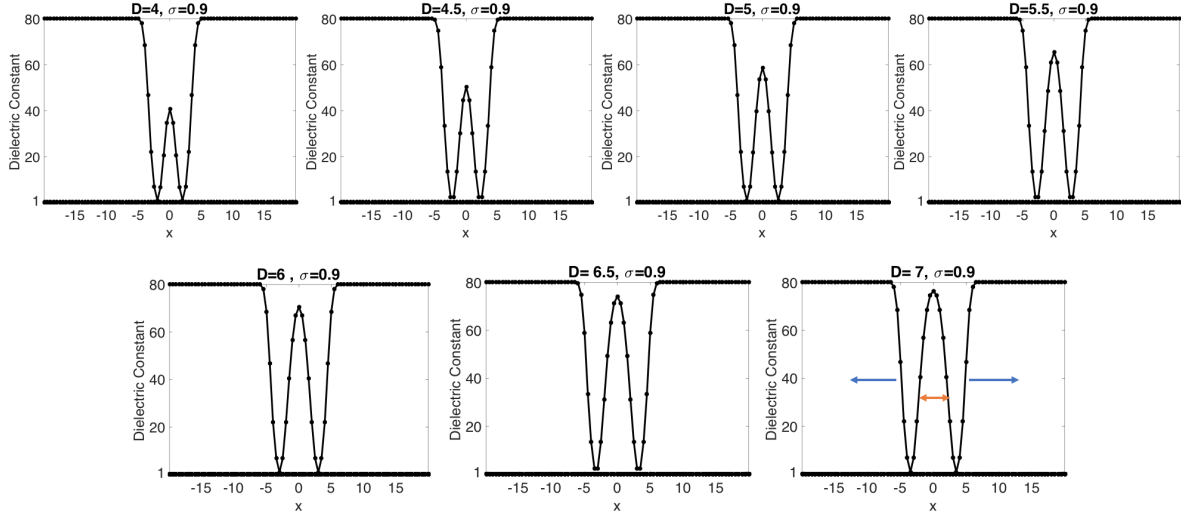 D=4, σ=0.9
80
60
40
20
1
Dielectric Constant
-15 -10 -5 0 5 10 15
x
D=4.5, σ=0.9
80
60
40
20
1
Dielectric Constant
-15 -10 -5 0 5 10 15
x
D=5, σ=0.9
80
60
40
20
1
Dielectric Constant
-15 -10 -5 0 5 10 15
x
D=5.5, σ=0.9
80
60
40
20
1
Dielectric Constant
-15 -10 -5 0 5 10 15
x
D=6 , σ=0.9
80
60
40
20
1
Dielectric Constant
-15 -10 -5 0 5 10 15
x
D= 6.5, σ=0.9
80
60
40
20
1
Dielectric Constant
-15 -10 -5 0 5 10 15
x
D= 7, σ=0.9
80
60
40
20
1
Dielectric Constant
-15 -10 -5 0 5 10 15
x